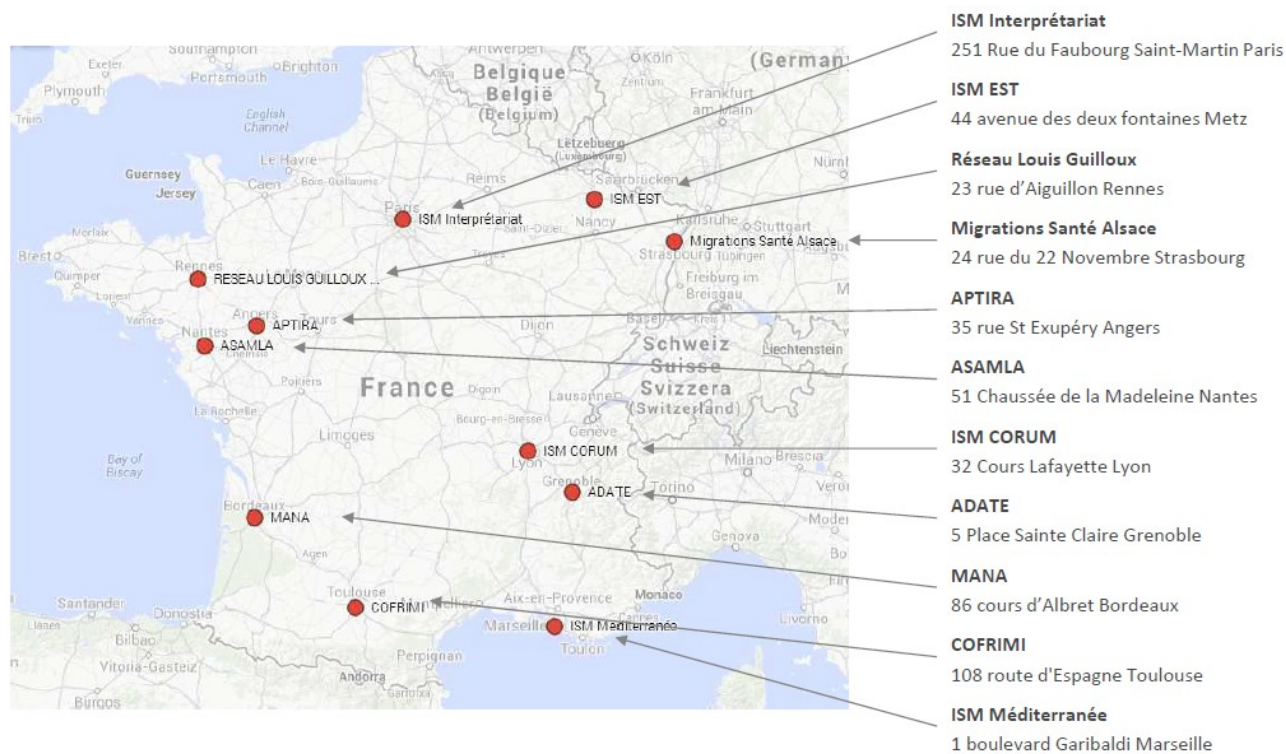 ISM Interprétariat
251 Rue du Faubourg Saint-Martin Paris
ISM EST
44 avenue des deux fontaines Metz
Réseau Louis Guilloux
23 rue d’Aiguillon Rennes
Migrations Santé Alsace
24 rue du 22 Novembre Strasbourg
APTIRA
35 rue St Exupéry Angers
ASAMLA
51 Chaussée de la Madeleine Nantes
ISM CORUM
32 Cours Lafayette Lyon
ADATE
5 Place Sainte Claire Grenoble
MANA
86 cours d’Albret Bordeaux
COFRIMI
108 route d'Espagne Toulouse
ISM Méditerranée
1 boulevard Garibaldi Marseille
Southampton
Exeter
Portsmouth
Brighton
Plymouth
English
Channel
Antwerpen
Belgique
België
(Belgium)
Köln
(German
Frankfurt
am Main
Lëtzebuerg
(Luxembourg)
Guernsey
Jersey
Le Havre
Caen
Reims
Saarbrücken
Paris
ISM Interprétariat
ISM EST
Nancy
Saint-Dizier
Karlsruhe
Stuttgart
Migrations Santé Alsace
Strasbourg
Tübingen
Freiburg im
Breisgau
Morlaix
Brest
Quimper
Lorient
Vannes
Rennes
RESEAU LOUIS GUILLOUX ...
Troyes
Angers
Tours
APTIRA
Nantes
ASAMLA
Cholet
Dijon
Basel
Schweiz
Suisse
Svizzera
(Switzerland)
Liechtenstein
Poitiers
France
Digoin
Lausanne
La Rochelle
Bourg-en-Bresse
Genève
Limoges
ISM CORUM
Lyon
Bay of
Biscay
Milano
Brescia
Grenoble
ADATE
Torino
Bordeaux
MANA
Genova
Agen
Toulouse
COFRIMI
Montpellier
Aix-en-Provence
Monaco
Cannes
Marseille
ISM Méditerranée
Toulon
Livorno
Santander
Donostia
Bilbao
Vitoria-Gasteiz
Burgos
Andorra
Perpignan